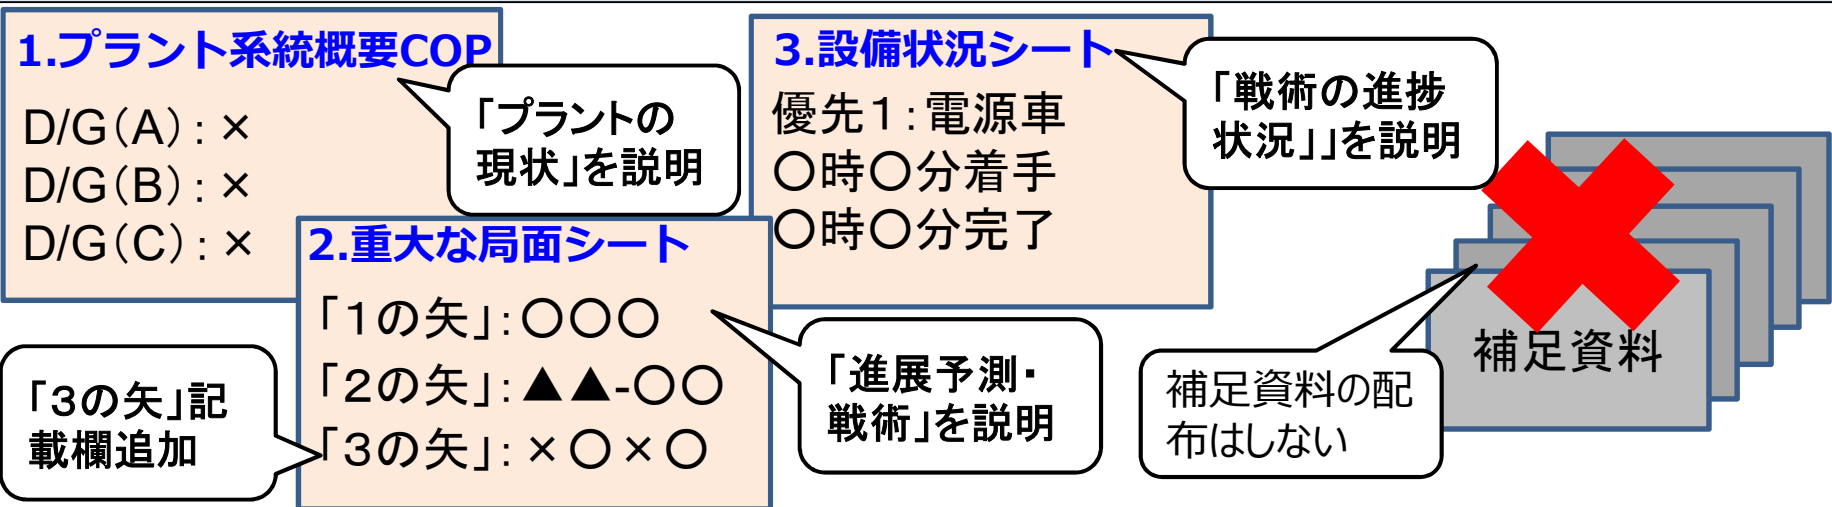 1.プラント系統概要COP
D/G(A):×
D/G(B):×
D/G(C):×
「プラントの
現状」を説明
2.重大な局面シート
「1の矢」:〇〇〇
「2の矢」:▲▲-〇〇
「3の矢」:×〇×〇
「3の矢」記
載欄追加
「進展予測・
戦術」を説明
3.設備状況シート
優先1:電源車
〇時〇分着手
〇時〇分完了
「戦術の進捗
状況」」を説明
補足資料
補足資料の配
布はしない